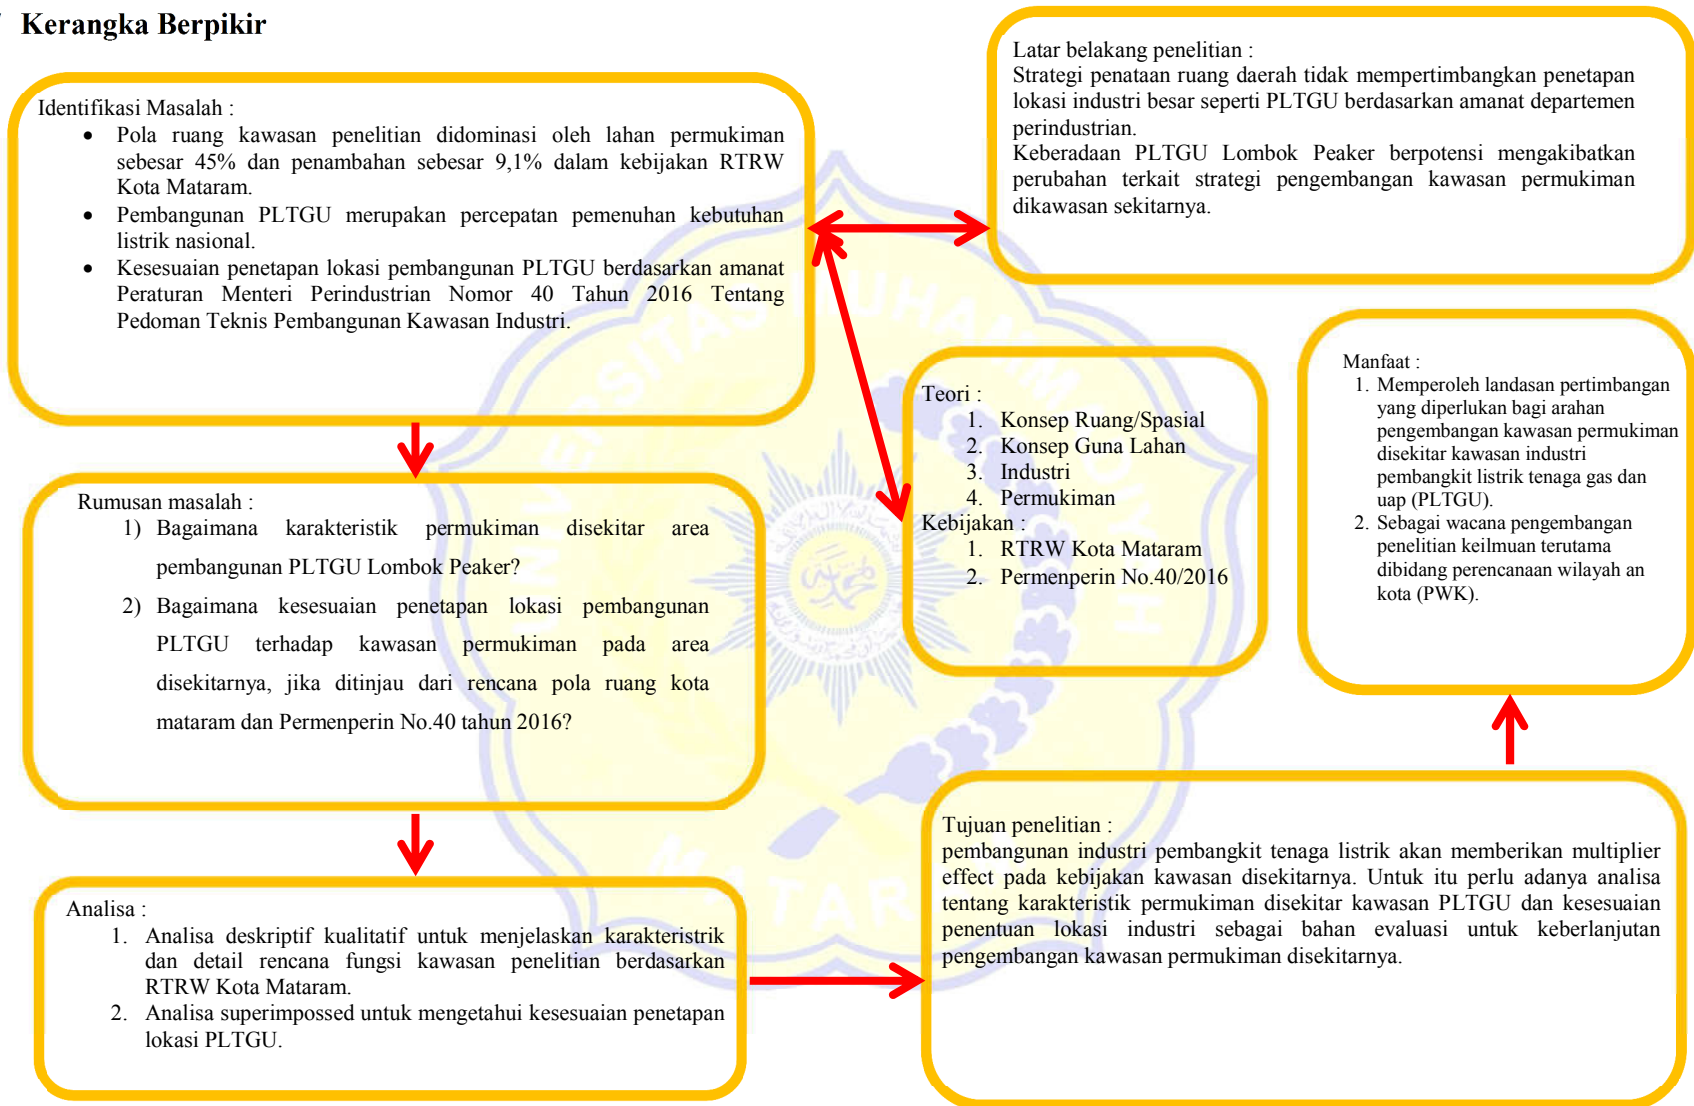 Kerangka Berpikir
Identifikasi Masalah :
• Pola ruang kawasan penelitian didominasi oleh lahan permukiman
sebesar 45% dan penambahan sebesar 9,1% dalam kebijakan RTRW
Kota Mataram.
• Pembangunan PLTGU merupakan percepatan pemenuhan kebutuhan
listrik nasional.
• Kesesuaian penetapan lokasi pembangunan PLTGU berdasarkan amanat
Peraturan Menteri Perindustrian Nomor 40 Tahun 2016 Tentang
Pedoman Teknis Pembangunan Kawasan Industri.
Latar belakang penelitian :
Strategi penataan ruang daerah tidak mempertimbangkan penetapan
lokasi industri besar seperti PLTGU berdasarkan amanat departemen
perindustrian.
Keberadaan PLTGU Lombok Peaker berpotensi mengakibatkan
perubahan terkait strategi pengembangan kawasan permukiman
dikawasan sekitarnya.
Teori :
1. Konsep Ruang/Spasial
2. Konsep Guna Lahan
3. Industri
4. Permukiman
Kebijakan :
1. RTRW Kota Mataram
2. Permenperin No.40/2016
Manfaat :
1. Memperoleh landasan pertimbangan
yang diperlukan bagi arahan
pengembangan kawasan permukiman
disekitar kawasan industri
pembangkit listrik tenaga gas dan
uap (PLTGU).
2. Sebagai wacana pengembangan
penelitian keilmuan terutama
dibidang perencanaan wilayah an
kota (PWK).
Rumusan masalah :
1) Bagaimana karakteristik permukiman disekitar area
pembangunan PLTGU Lombok Peaker?
2) Bagaimana kesesuaian penetapan lokasi pembangunan
PLTGU terhadap kawasan permukiman pada area
disekitarnya, jika ditinjau dari rencana pola ruang kota
mataram dan Permenperin No.40 tahun 2016?
Analisa :
1. Analisa deskriptif kualitatif untuk menjelaskan karakteristrik
dan detail rencana fungsi kawasan penelitian berdasarkan
RTRW Kota Mataram.
2. Analisa superimpossed untuk mengetahui kesesuaian penetapan
lokasi PLTGU.
Tujuan penelitian :
pembangunan industri pembangkit tenaga listrik akan memberikan multiplier
effect pada kebijakan kawasan disekitarnya. Untuk itu perlu adanya analisa
tentang karakteristik permukiman disekitar kawasan PLTGU dan kesesuaian
penentuan lokasi industri sebagai bahan evaluasi untuk keberlanjutan
pengembangan kawasan permukiman disekitarnya.